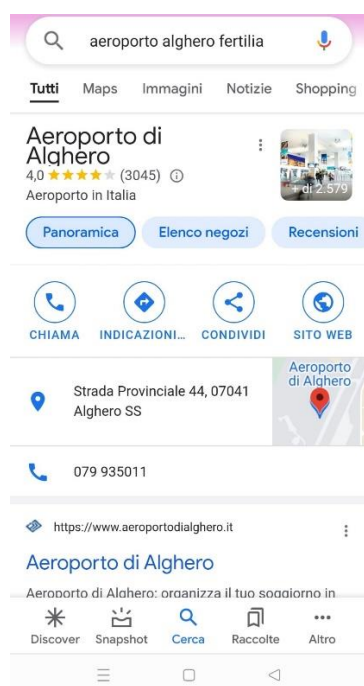 aeroporto alghero fertilia
Tutti Maps Immagini Notizie Shopping
Aeroporto di
Alghero
4,0 ★★★★★ (3045)
+ di 2.579
Aeroporto in Italia
Panoramica Elenco negozi Recensioni
CHIAMA INDICAZIONI... CONDIVIDI SITO WEB
Strada Provinciale 44, 07041
Alghero SS
Aeroporto
di Alghero
079 935011
https://www.aeroportodialghero.it
Aeroporto di Alghero
Aeroporto di Alghero: organizza il tuo soggiorno in
Discover Snapshot Cerca Raccolte Altro